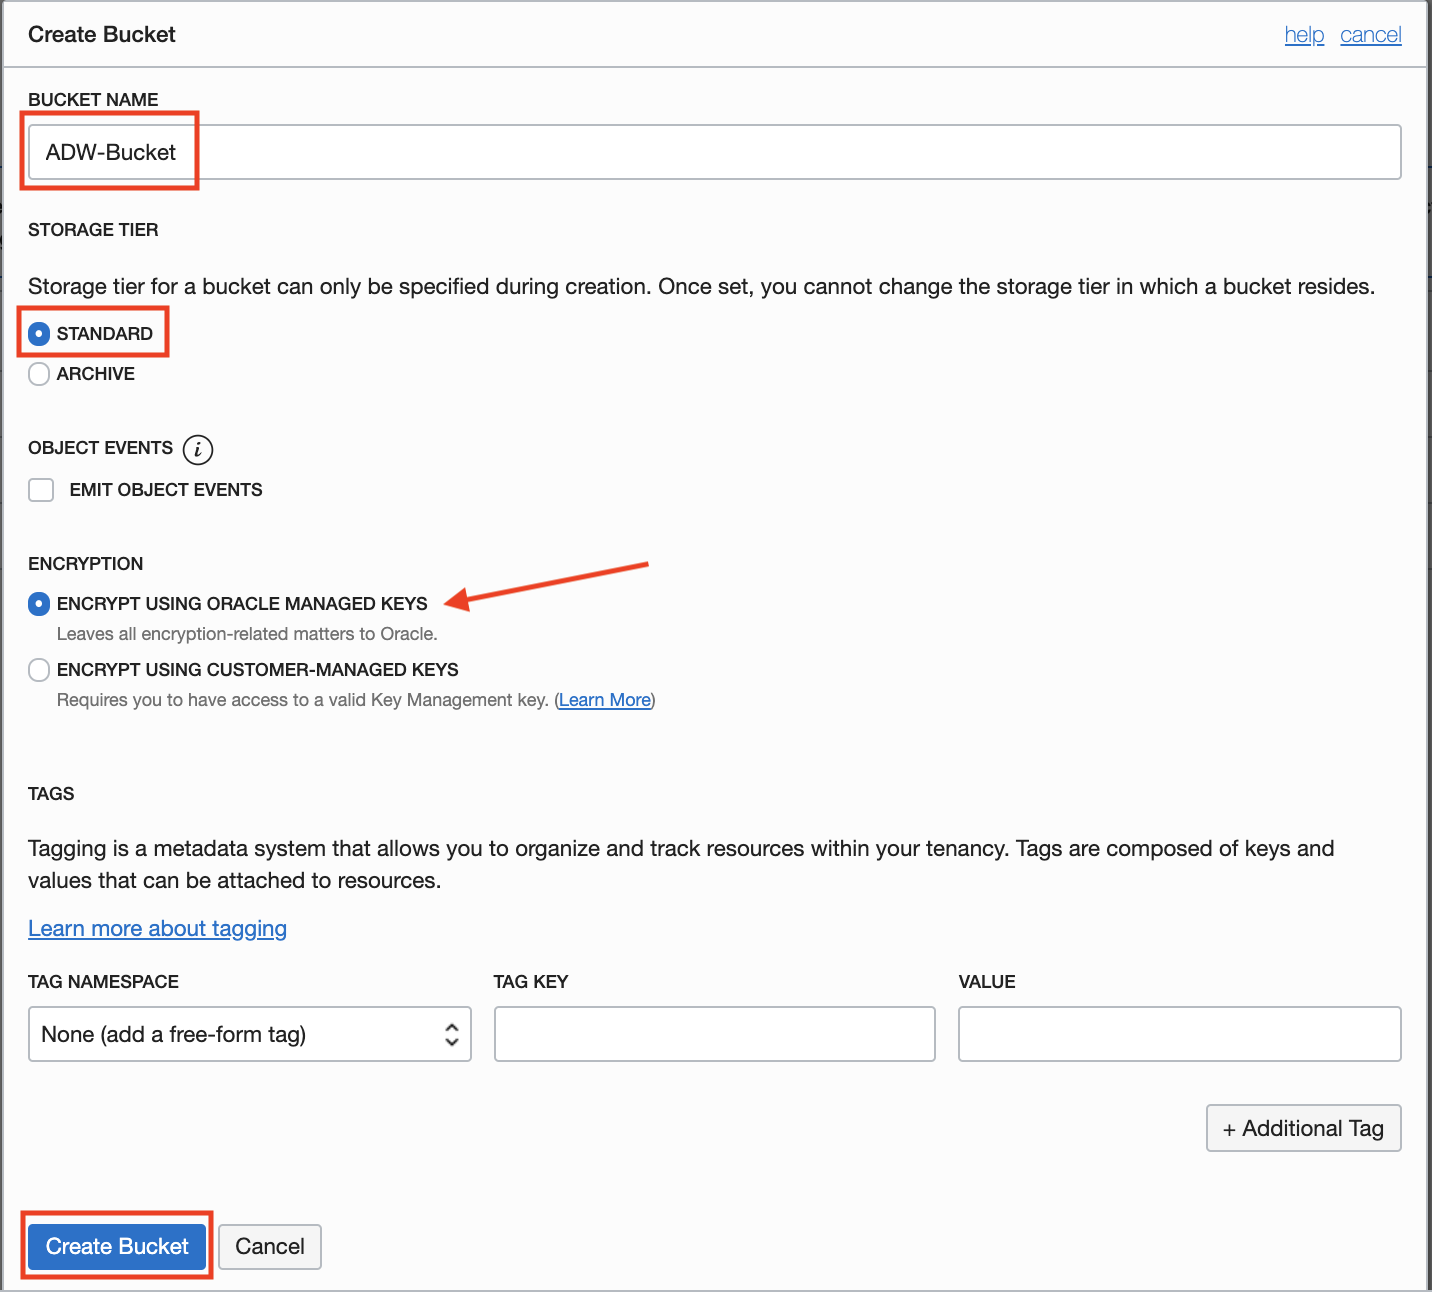 Create Bucket
help cancel
BUCKET NAME
ADW-Bucket
STORAGE TIER
Storage tier for a bucket can only be specified during creation. Once set, you cannot change the storage tier in which a bucket resides.
STANDARD
ARCHIVE
OBJECT EVENTS i
EMIT OBJECT EVENTS
ENCRYPTION
ENCRYPT USING ORACLE MANAGED KEYS
Leaves all encryption-related matters to Oracle.
ENCRYPT USING CUSTOMER-MANAGED KEYS
Requires you to have access to a valid Key Management key. (Learn More)
TAGS
Tagging is a metadata system that allows you to organize and track resources within your tenancy. Tags are composed of keys and
values that can be attached to resources.
Learn more about tagging
TAG NAMESPACE TAG KEY VALUE
None (add a free-form tag)
+ Additional Tag
Create Bucket Cancel